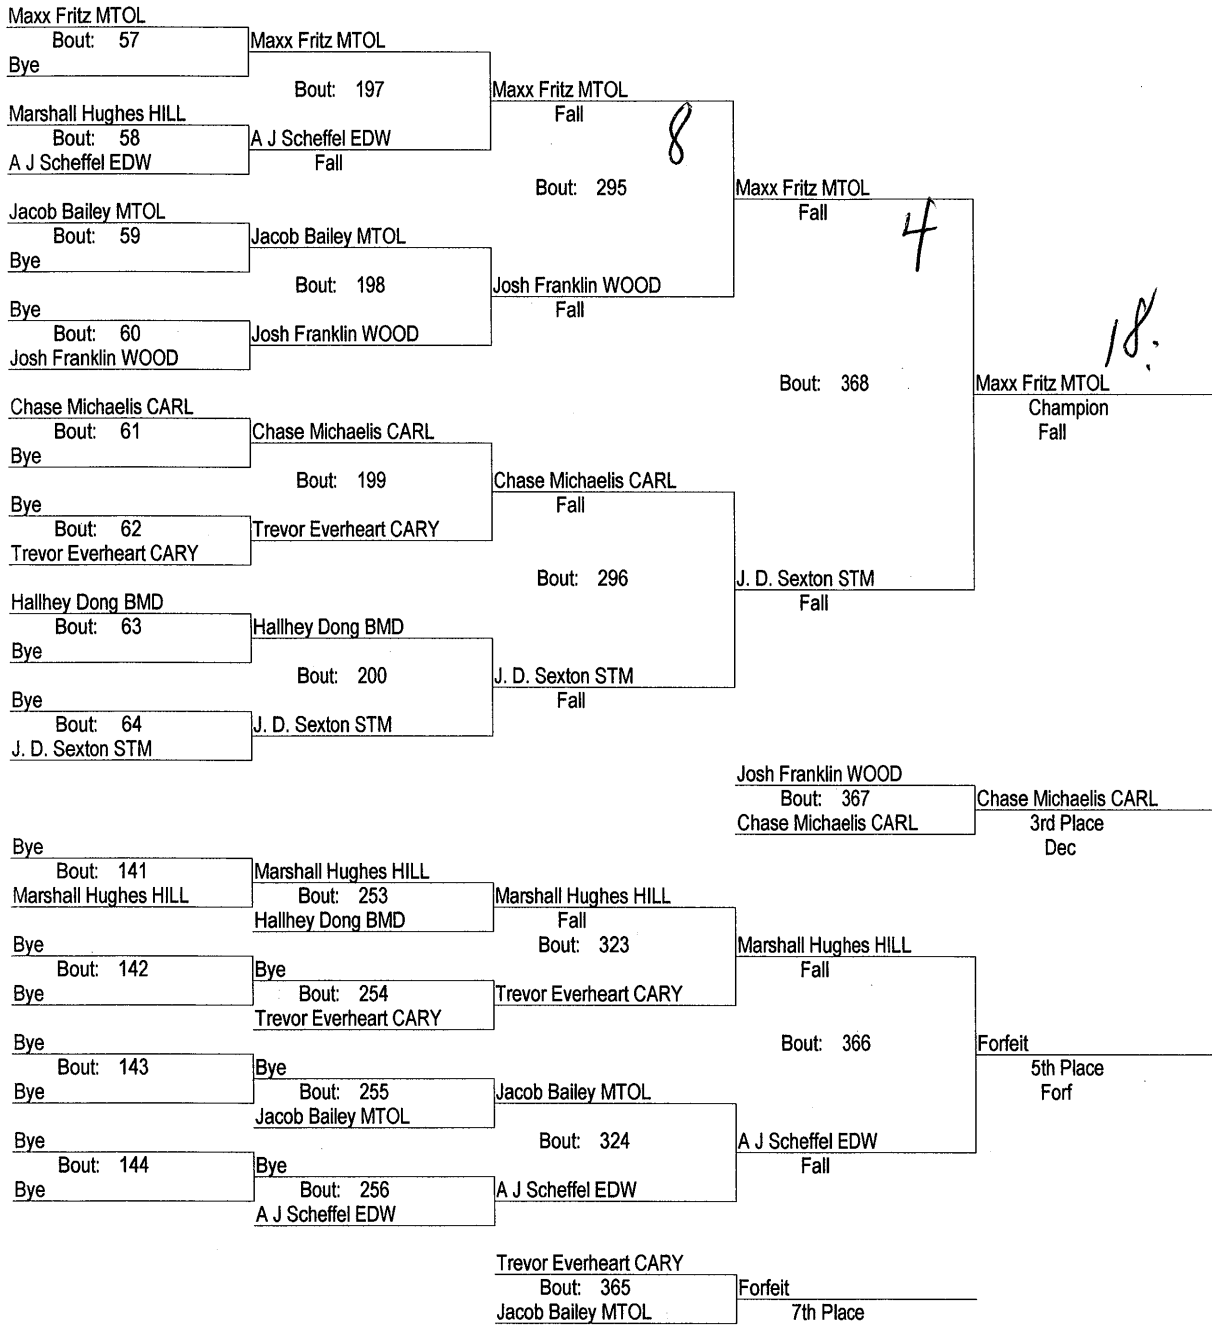 Maxx Fritz MTOL
Bout: 57
Bye
Maxx Fritz MTOL
Bout: 197
Marshall Hughes HILL
Bout: 58
A J Scheffel EDW
A J Scheffel EDW
Fall
Maxx Fritz MTOL
Fall
8
Bout: 295
Jacob Bailey MTOL
Bout: 59
Bye
Jacob Bailey MTOL
Bout: 198
Bye
Bout: 60
Josh Franklin WOOD
Josh Franklin WOOD
Josh Franklin WOOD
Fall
Maxx Fritz MTOL
Fall
4
Bout: 368
Chase Michaelis CARL
Bout: 61
Bye
Chase Michaelis CARL
Bout: 199
Bye
Bout: 62
Trevor Everheart CARY
Trevor Everheart CARY
Chase Michaelis CARL
Fall
Bout: 296
Hallhey Dong BMD
Bout: 63
Bye
Hallhey Dong BMD
Bout: 200
Bye
Bout: 64
J. D. Sexton STM
J. D. Sexton STM
J. D. Sexton STM
Fall
J. D. Sexton STM
Fall
18.
Maxx Fritz MTOL
Champion
Fall
Josh Franklin WOOD
Bout: 367
Chase Michaelis CARL
Chase Michaelis CARL
3rd Place
Dec
Bye
Bout: 141
Marshall Hughes HILL
Marshall Hughes HILL
Bout: 253
Hallhey Dong BMD
Marshall Hughes HILL
Fall
Bout: 323
Bye
Bout: 142
Bye
Bye
Bout: 254
Trevor Everheart CARY
Trevor Everheart CARY
Marshall Hughes HILL
Fall
Bout: 366
Bye
Bout: 143
Bye
Bye
Bout: 255
Jacob Bailey MTOL
Jacob Bailey MTOL
Bout: 324
Bye
Bout: 144
Bye
Bye
Bout: 256
A J Scheffel EDW
A J Scheffel EDW
A J Scheffel EDW
Fall
Forfeit
5th Place
Forf
Trevor Everheart CARY
Bout: 365
Jacob Bailey MTOL
Forfeit
7th Place